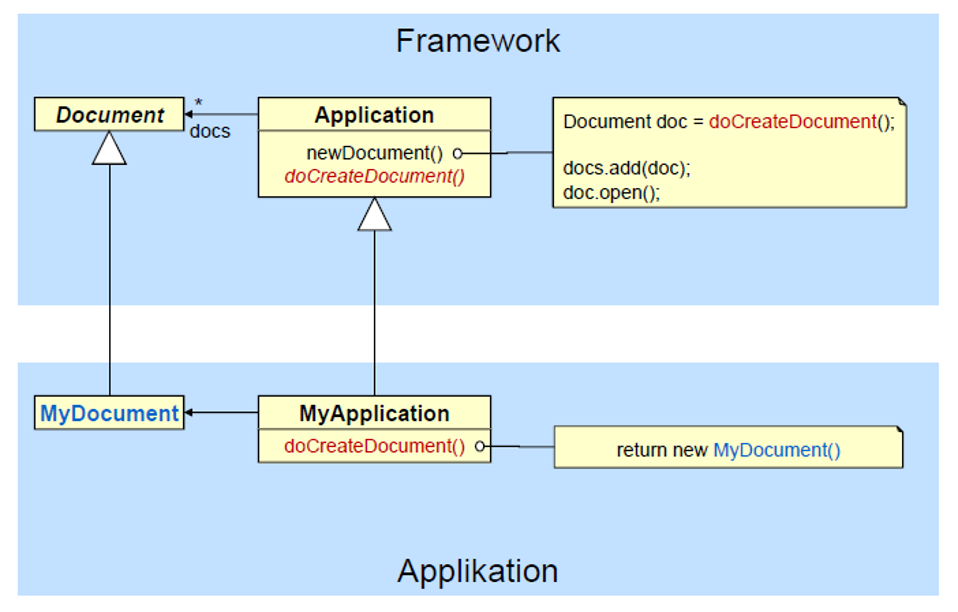 Framework
Document
*
docs
Application
newDocument()
doCreateDocument()
Document doc = doCreateDocument();
docs.add(doc);
doc.open();
MyDocument
MyApplication
doCreateDocument()
return new MyDocument()
Applikation